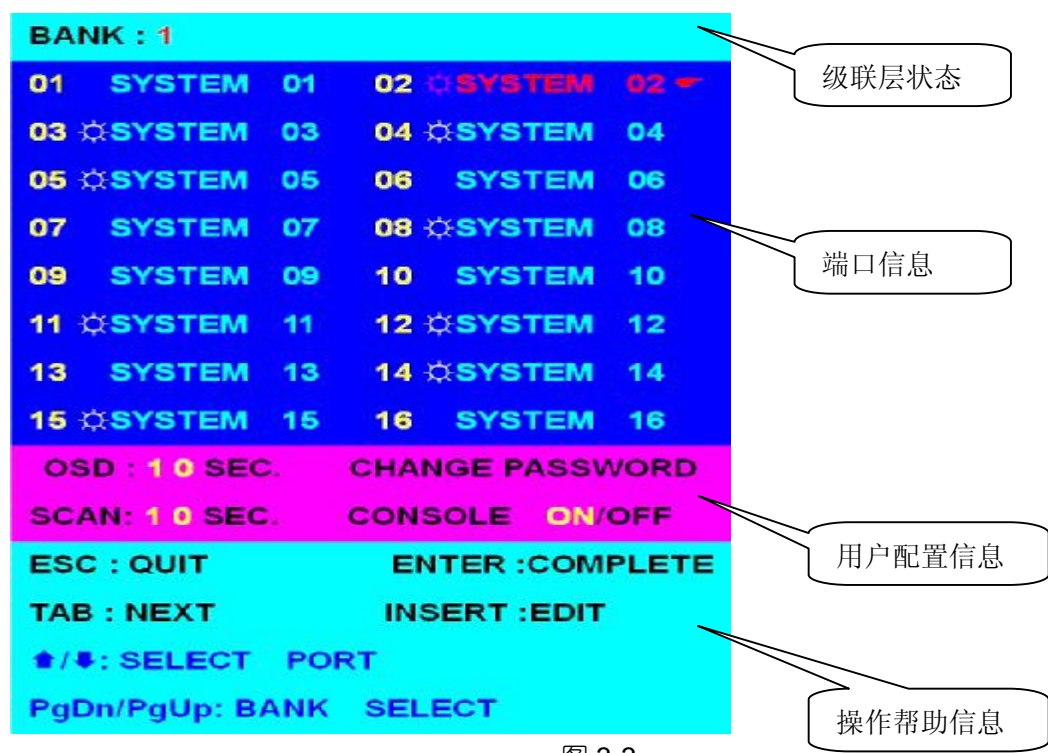 BANK : 1
级联层状态
01 SYSTEM 01 02 ☼SYSTEM 02 ☛
03 ☼SYSTEM 03 04 ☼SYSTEM 04
05 ☼SYSTEM 05 06 SYSTEM 06
07 SYSTEM 07 08 ☼SYSTEM 08
端口信息
09 SYSTEM 09 10 SYSTEM 10
11 ☼SYSTEM 11 12 ☼SYSTEM 12
13 SYSTEM 13 14 ☼SYSTEM 14
15 ☼SYSTEM 15 16 SYSTEM 16
OSD : 1 0 SEC. CHANGE PASSWORD
SCAN: 1 0 SEC. CONSOLE ON/OFF
用户配置信息
ESC : QUIT ENTER :COMPLETE
TAB : NEXT INSERT :EDIT
⬆/⬇: SELECT PORT
PgDn/PgUp: BANK SELECT
操作帮助信息